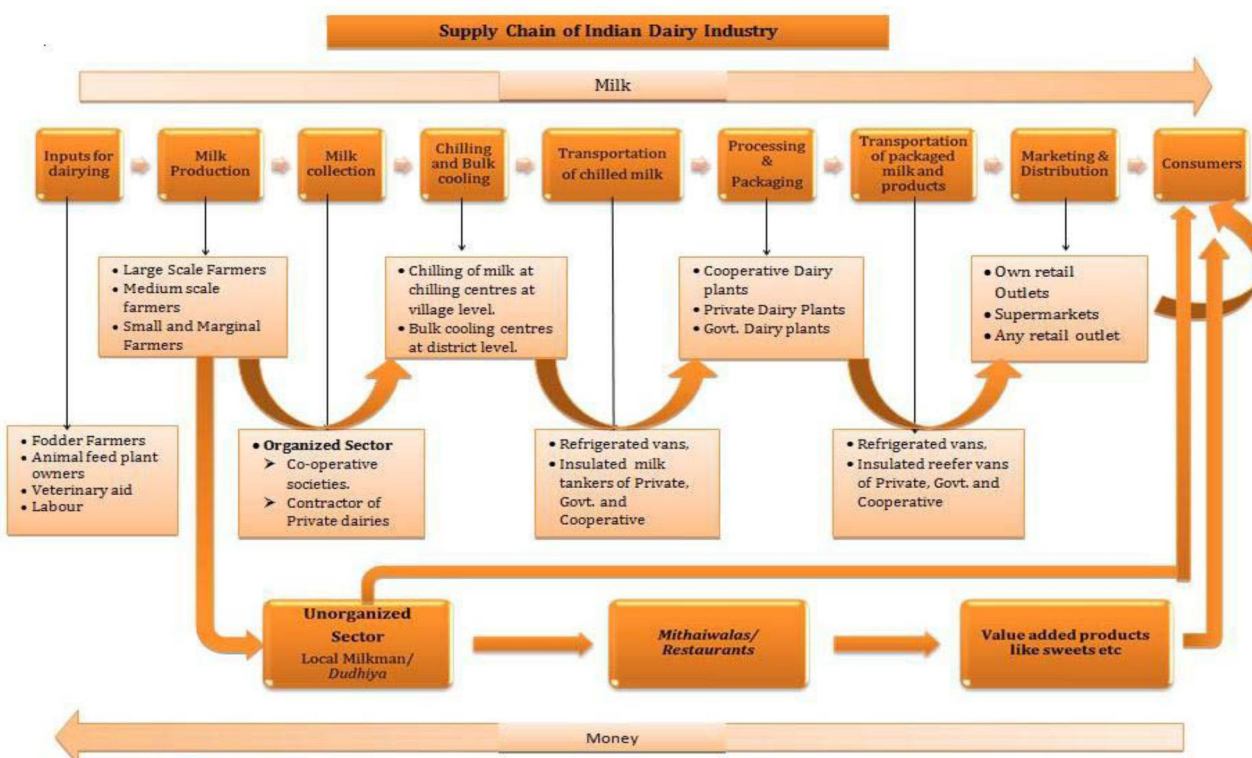 Supply Chain of Indian Dairy Industry
Milk
Inputs for
dairying
Milk
Production
Milk
collection
Chilling
and Bulk
cooling
Transportation
of chilled milk
Processing
&
Packaging
Transportation
of packaged
milk and
products
Marketing &
Distribution
Consumers
• Large Scale Farmers
• Medium scale
farmers
• Small and Marginal
Farmers
• Chilling of milk at
chilling centres at
village level.
• Bulk cooling centres
at district level.
• Cooperative Dairy
plants
• Private Dairy Plants
• Govt. Dairy plants
• Own retail
Outlets
• Supermarkets
• Any retail outlet
• Fodder Farmers
• Animal feed plant
owners
• Veterinary aid
• Labour
• Organized Sector
➢ Co-operative
societies.
➢ Contractor of
Private dairies
• Refrigerated vans,
• Insulated milk
tankers of Private,
Govt. and
Cooperative
• Refrigerated vans,
• Insulated reefer vans
of Private, Govt. and
Cooperative
Unorganized
Sector
Local Milkman/
Dudhiya
Mithaiwalas/
Restaurants
Value added products
like sweets etc
Money